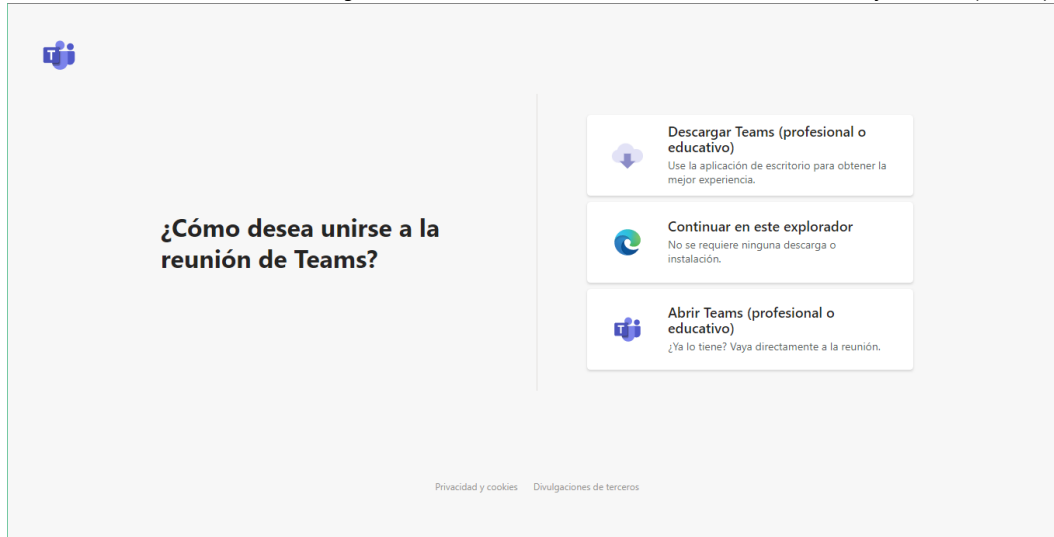 ¿Cómo desea unirse a la
reunión de Teams?
Descargar Teams (profesional o
educativo)
Use la aplicación de escritorio para obtener la
mejor experiencia.
Continuar en este explorador
No se requiere ninguna descarga o
instalación.
Abrir Teams (profesional o
educativo)
¿Ya lo tiene? Vaya directamente a la reunión.
Privacidad y cookies Divulgaciones de terceros